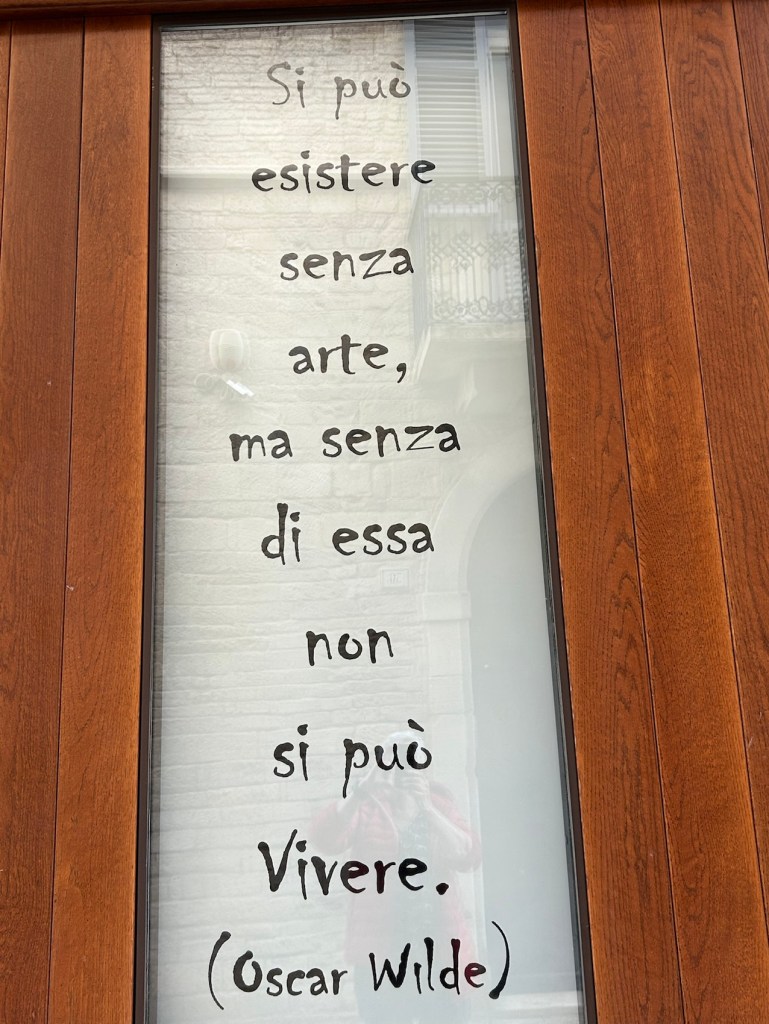 Si può
esistere
senza
arte,
ma senza
di essa
non
si può
Vivere.
(Oscar Wilde)